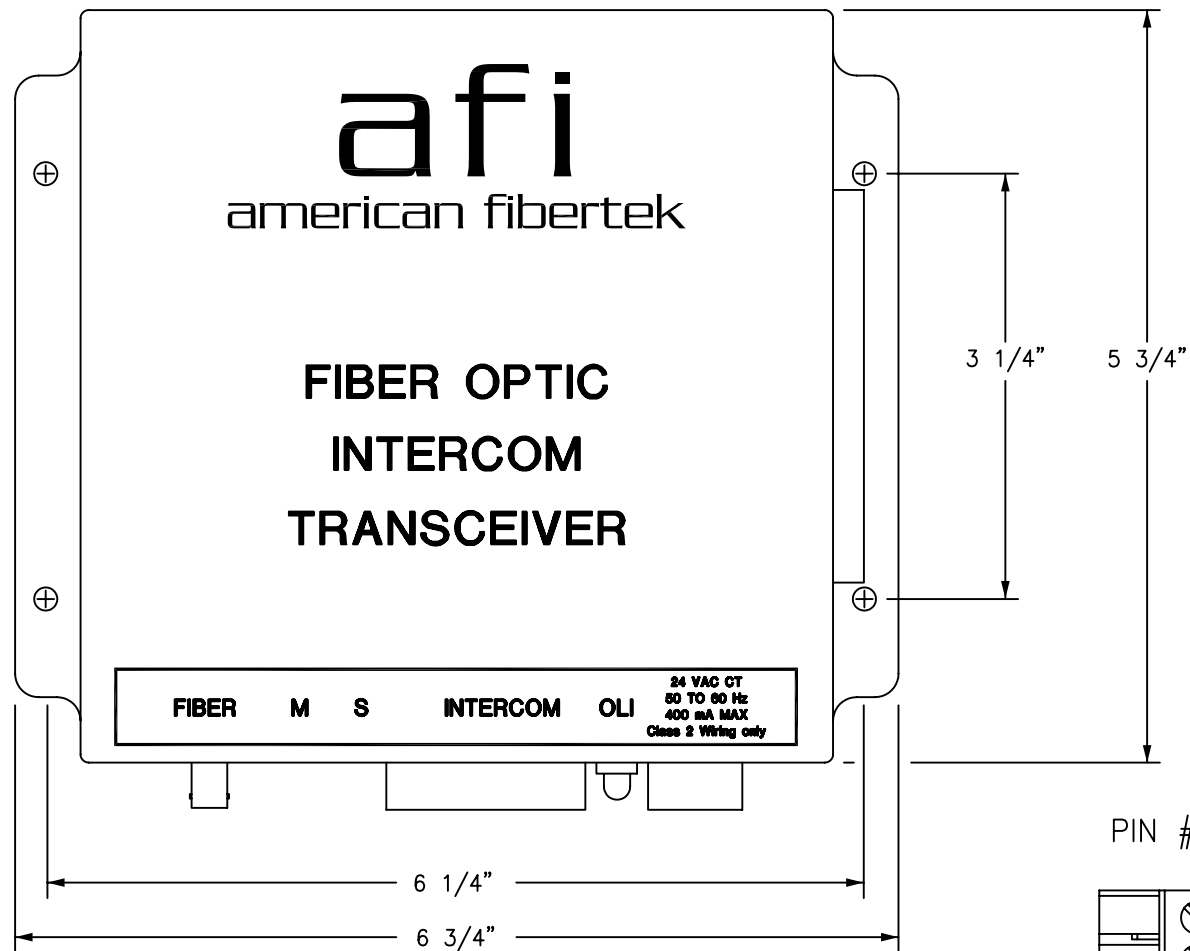 afi
american fibertek
FIBER OPTIC
INTERCOM
TRANSCEIVER
FIBER M S INTERCOM OLI
24 VAC CT
50 TO 60 Hz
400 mA MAX
Class 2 Wiring only
3 1/4”
5 3/4”
6 1/4”
6 3/4”
PIN #